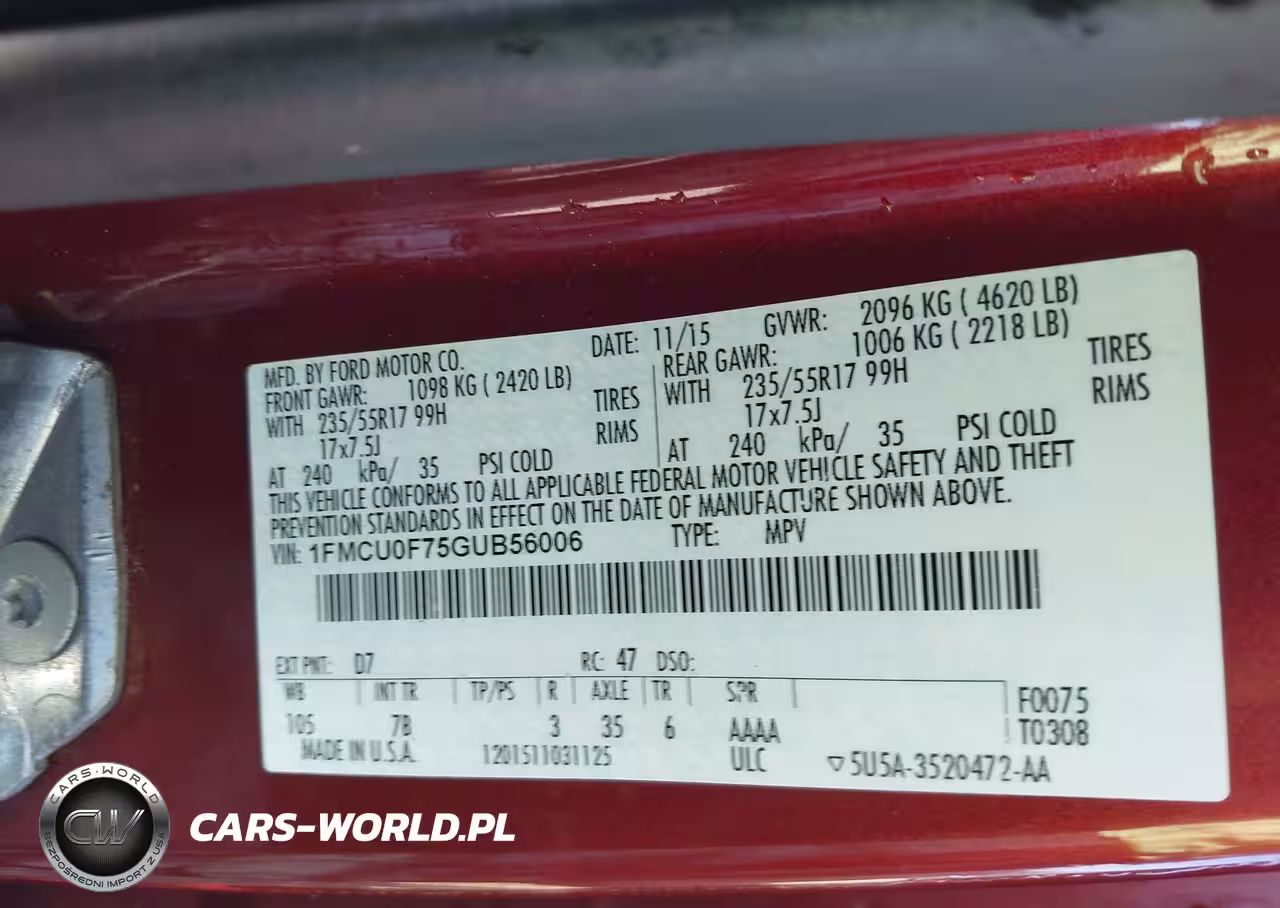 MFD. BY FORD MOTOR CO. DATE: 11/15 GVWR: 2096 KG ( 4620 LB)
FRONT GAWR: 1098 KG ( 2420 LB) REAR GAWR: 1006 KG ( 2218 LB)
WITH 235/55R17 99H TIRES WITH 235/55R17 99H TIRES
17x7.5J RIMS 17x7.5J RIMS
AT 240 kPa/ 35 PSI COLD AT 240 kPa/ 35 PSI COLD
THIS VEHICLE CONFORMS TO ALL APPLICABLE FEDERAL MOTOR VEHICLE SAFETY AND THEFT
PREVENTION STANDARDS IN EFFECT ON THE DATE OF MANUFACTURE SHOWN ABOVE.
VIN: 1FMCU0F75GUB56006 TYPE: MPV
EXT PNT: D7 RC: 47 DSO:
WB INT TR TP/PS R AXLE TR SPR F0075
105 7B 3 35 6 AAAA T0308
MADE IN U.S.A. 1201511031125 ULC ▽5U5A-3520472-AA
CARS-WORLD
CW
BEZPOŚREDNI IMPORT Z USA
CARS-WORLD.PL